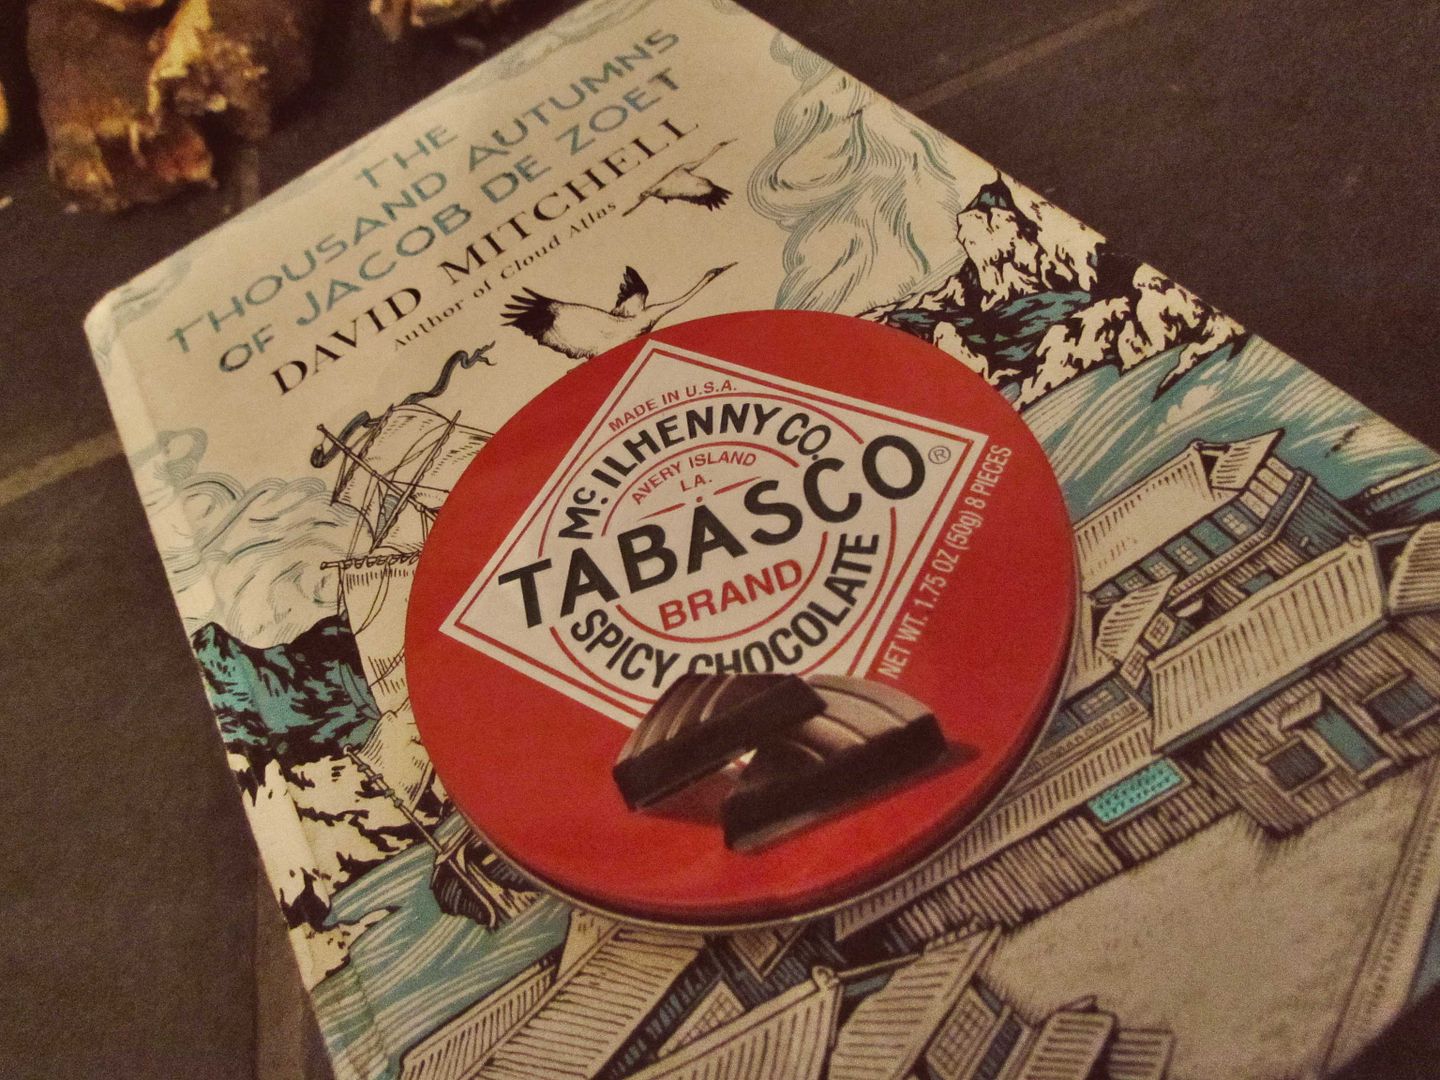 THE
THOUSAND AUTUMNS
OF JACOB DE ZOET
DAVID MITCHELL
Author of Cloud Atlas
MADE IN U.S.A.
McILHENNY CO.
AVERY ISLAND
LA.
TABASCO®
BRAND
SPICY CHOCOLATE
NET WT. 1.75 OZ (50g) 8 PIECES